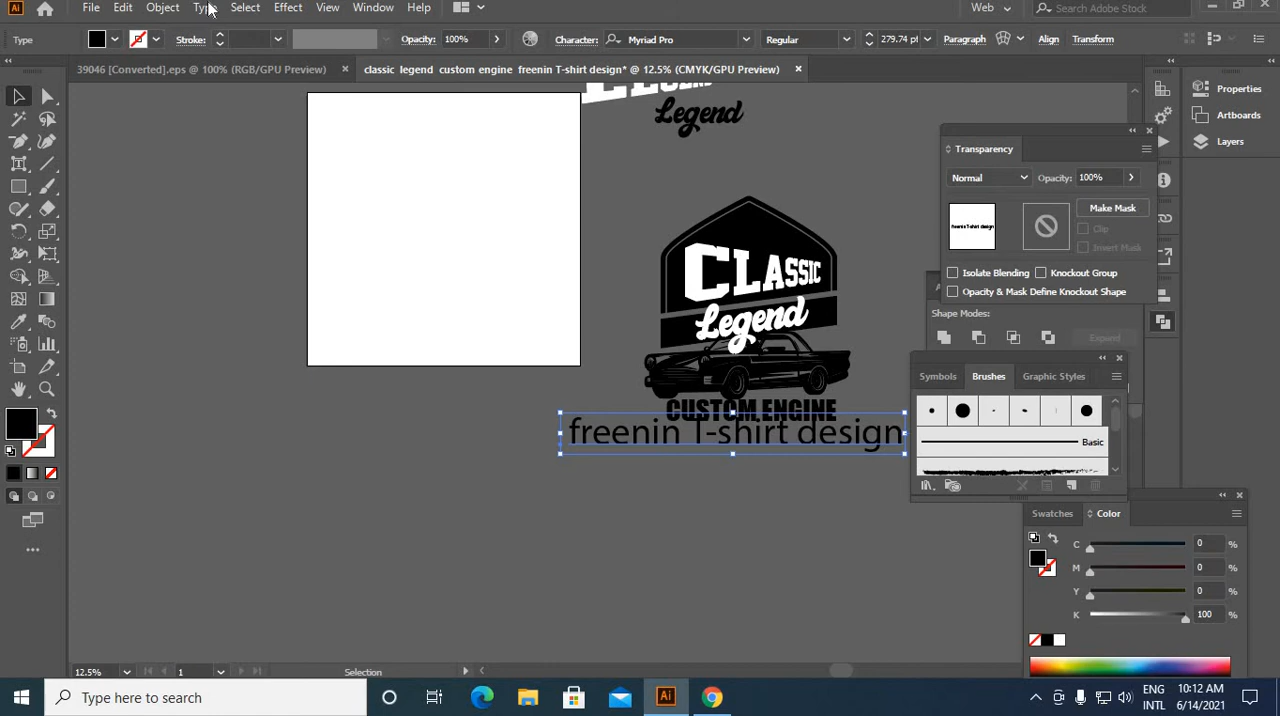 Ai File Edit Object Type Select Effect View Window Help Web Search Adobe Stock
Type Stroke: Opacity: 100% Character: Myriad Pro Regular 279.74 pt Paragraph Align Transform
39046 [Converted].eps @ 100% (RGB/GPU Preview) × classic legend custom engine freenin T-shirt design* @ 12.5% (CMYK/GPU Preview) ×
Properties
Artboards
Layers
Legend
Transparency
Normal Opacity: 100%
Make Mask
Clip
Invert Mask
freenin T-shirt design
Isolate Blending Knockout Group
Opacity & Mask Define Knockout Shape
Shape Modes:
Expand
CLASSIC
Legend
CUSTOM ENGINE
freenin T-shirt design
Symbols Brushes Graphic Styles
Basic
Swatches Color
C 0 %
M 0 %
Y 0 %
K 100 %
12.5% 1 Selection
Type here to search
Ai
ENG
INTL
10:12 AM
6/14/2021